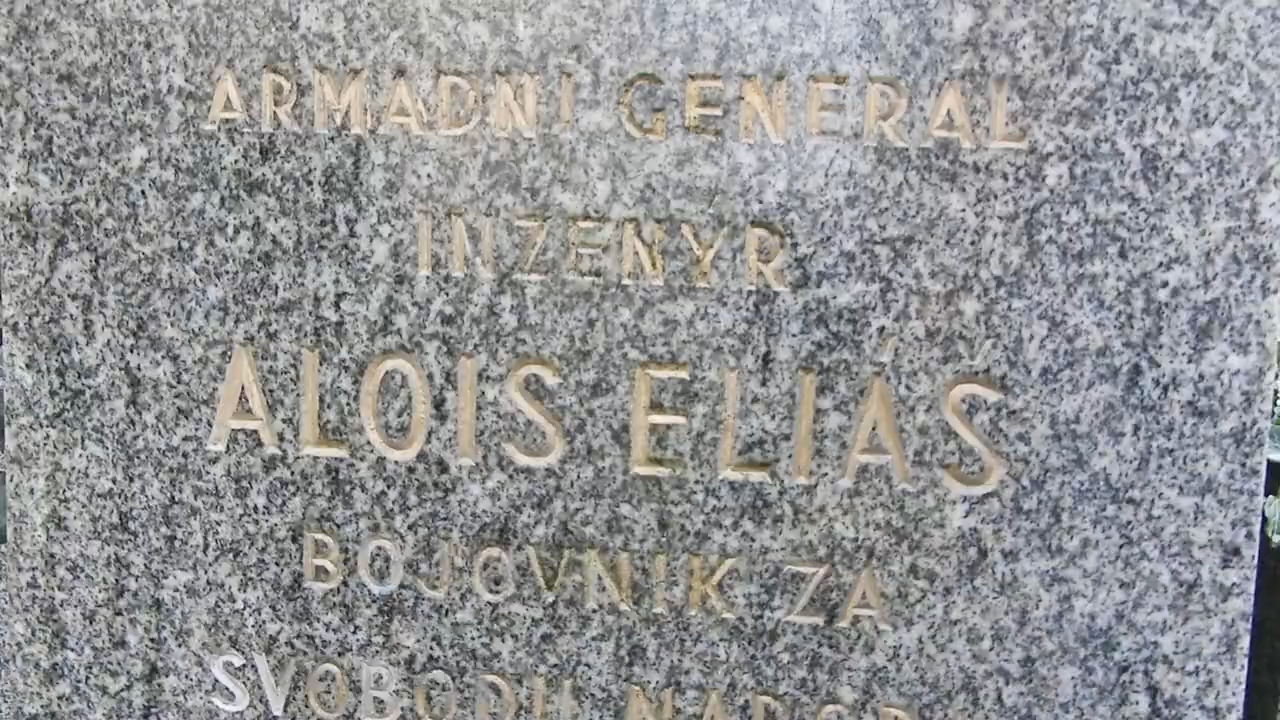 ARMADNI GENERAL
INZENYR
ALOIS ELIÁŠ
BOJOVNIK ZA
SVOBODU